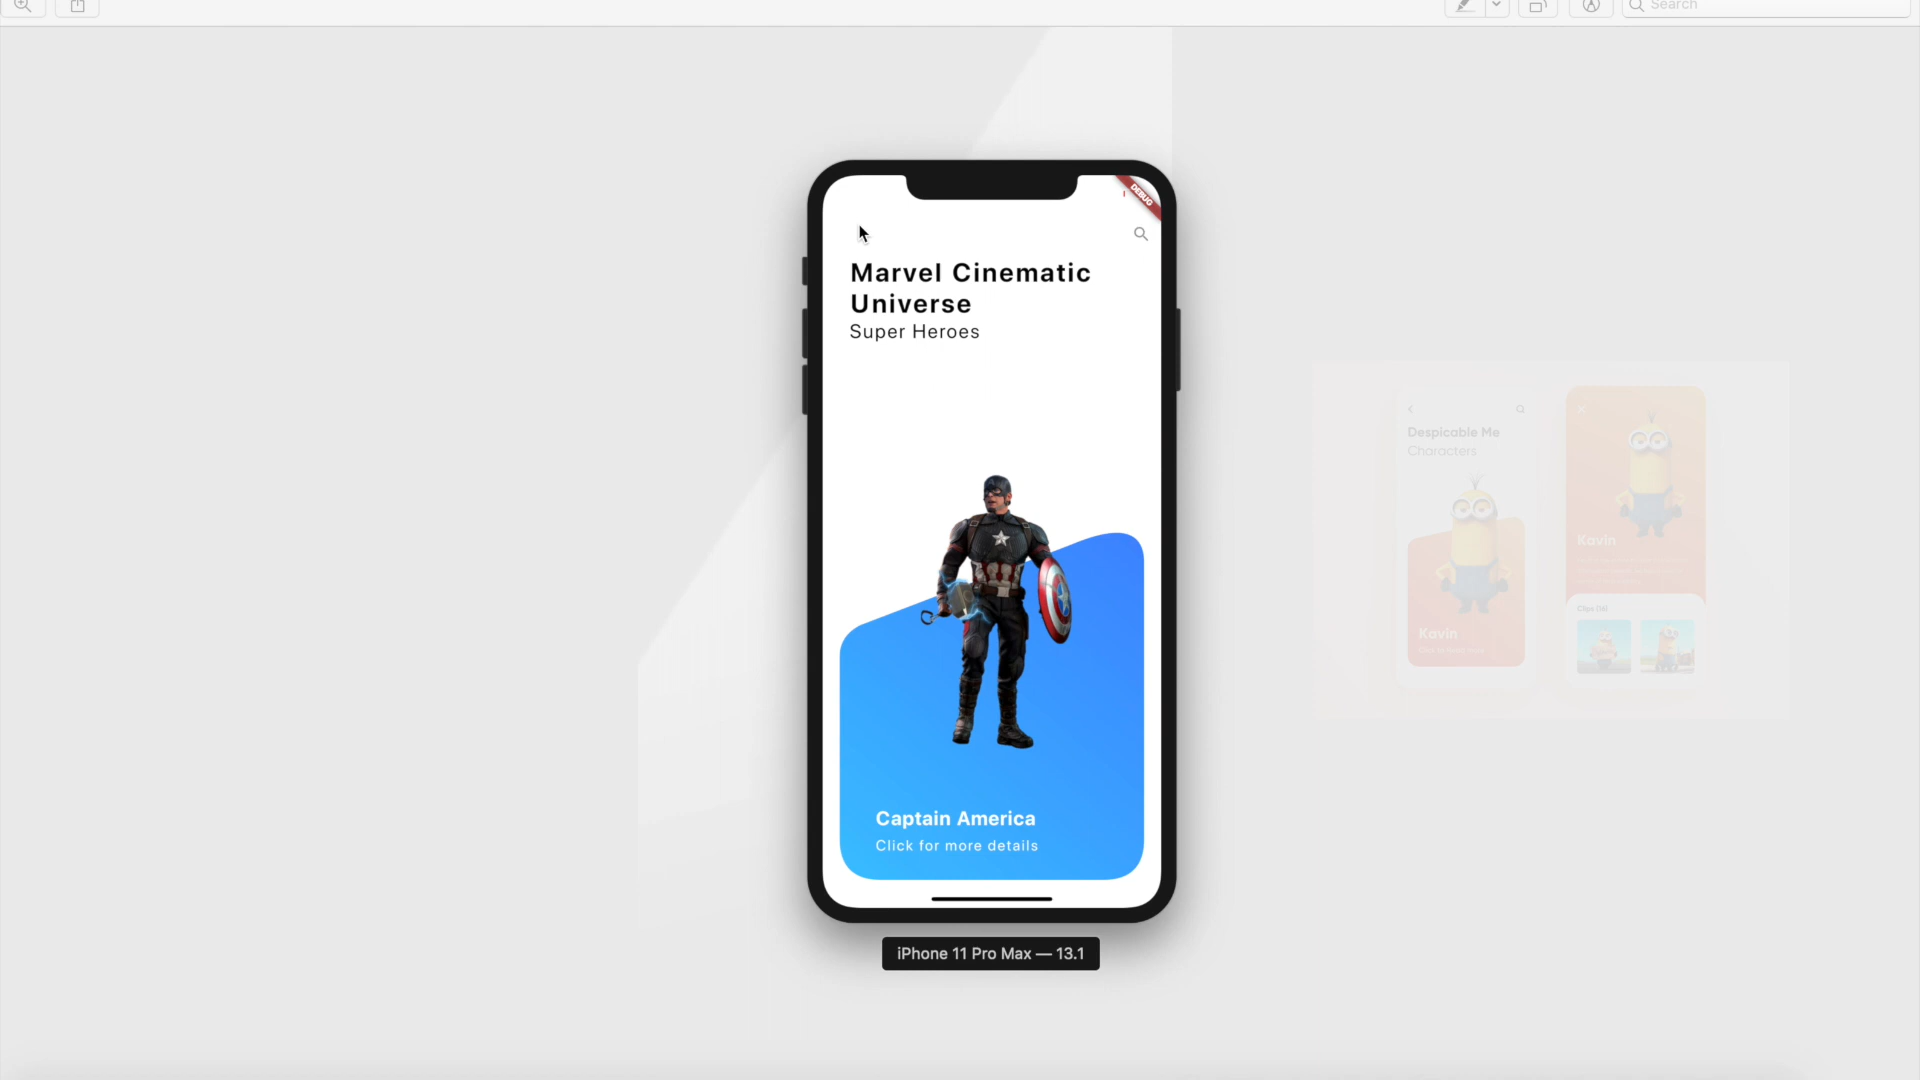 Search
DEBUG
Marvel Cinematic
Universe
Super Heroes
Captain America
Click for more details
iPhone 11 Pro Max — 13.1
Despicable Me
Characters
Kavin
Kavin